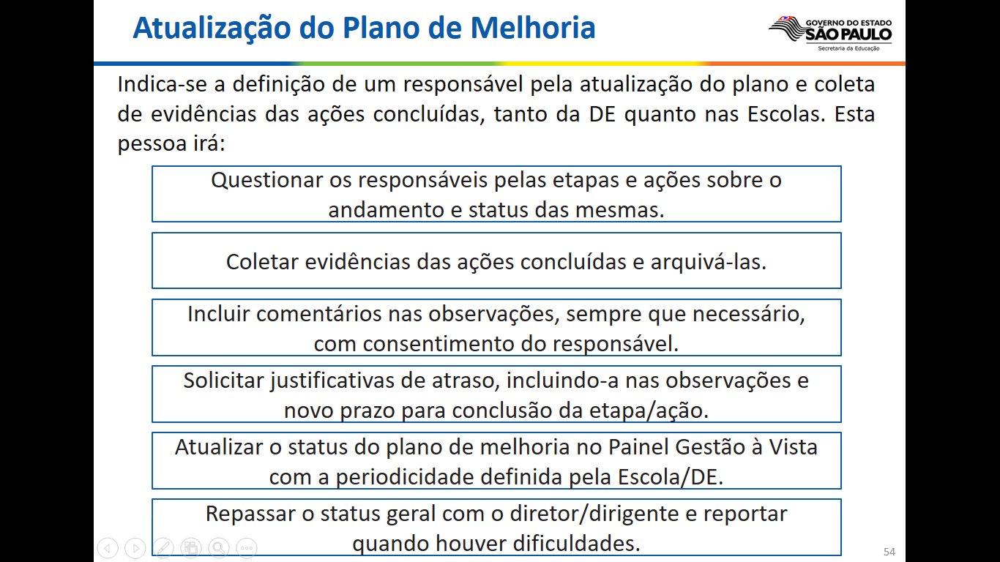 Atualização do Plano de Melhoria
GOVERNO DO ESTADO
SÃO PAULO
Secretaria da Educação
Indica-se a definição de um responsável pela atualização do plano e coleta
de evidências das ações concluídas, tanto da DE quanto nas Escolas. Esta
pessoa irá:
Questionar os responsáveis pelas etapas e ações sobre o
andamento e status das mesmas.
Coletar evidências das ações concluídas e arquivá-las.
Incluir comentários nas observações, sempre que necessário,
com consentimento do responsável.
Solicitar justificativas de atraso, incluindo-a nas observações e
novo prazo para conclusão da etapa/ação.
Atualizar o status do plano de melhoria no Painel Gestão à Vista
com a periodicidade definida pela Escola/DE.
Repassar o status geral com o diretor/dirigente e reportar
quando houver dificuldades.
54